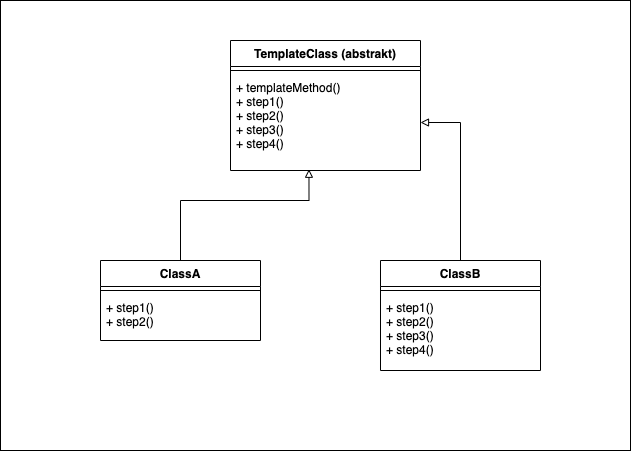 TemplateClass (abstrakt)
+ templateMethod()
+ step1()
+ step2()
+ step3()
+ step4()
ClassA
+ step1()
+ step2()
ClassB
+ step1()
+ step2()
+ step3()
+ step4()